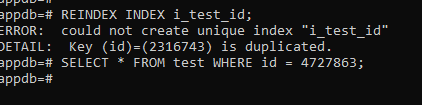 appdb=# REINDEX INDEX i_test_id;
ERROR:  could not create unique index "i_test_id"
DETAIL:  Key (id)=(2316743) is duplicated.
appdb=# SELECT * FROM test WHERE id = 4727863;
appdb=#